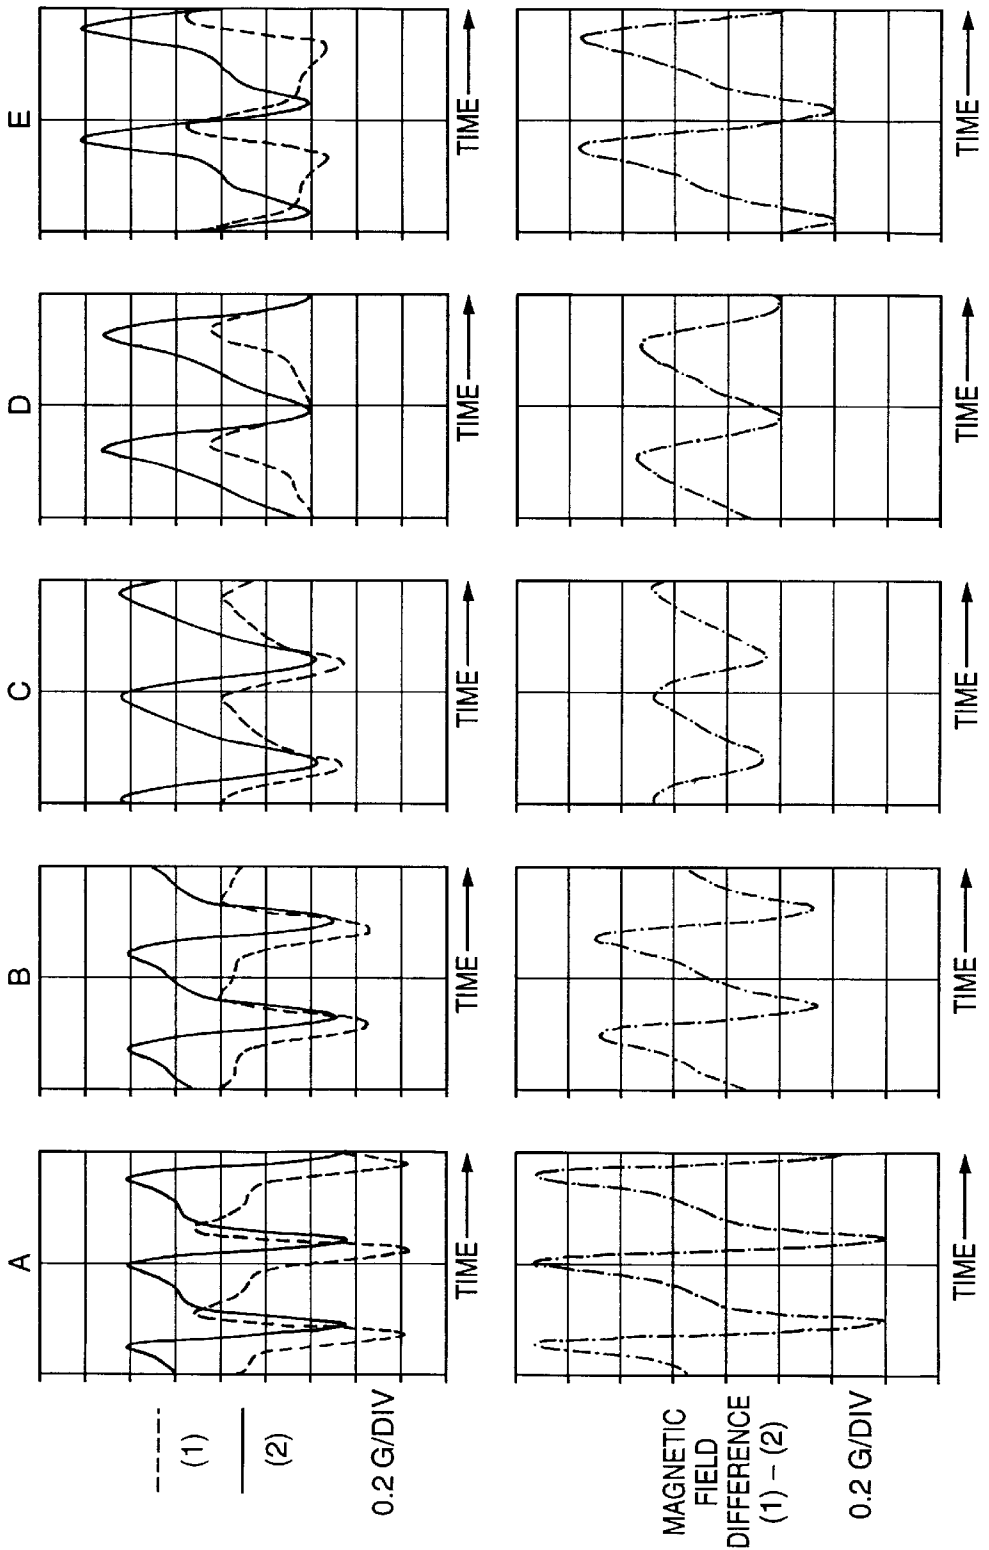 A
B
C
D
E
(1)
(2)
0.2 G/DIV
TIME
TIME
TIME
TIME
TIME
MAGNETIC
FIELD
DIFFERENCE
(1) – (2)
0.2 G/DIV
TIME
TIME
TIME
TIME
TIME